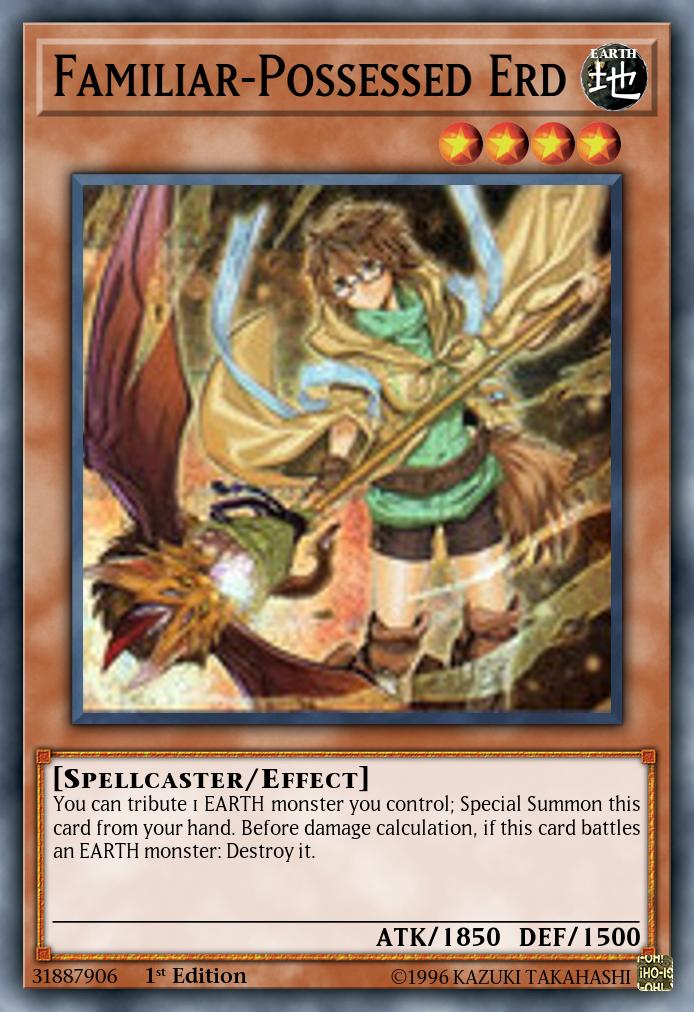 Familiar-Possessed Erd
EARTH
地
[Spellcaster/Effect]
You can tribute 1 EARTH monster you control; Special Summon this
card from your hand. Before damage calculation, if this card battles
an EARTH monster: Destroy it.
ATK/1850 DEF/1500
31887906 1st Edition ©1996 KAZUKI TAKAHASHI